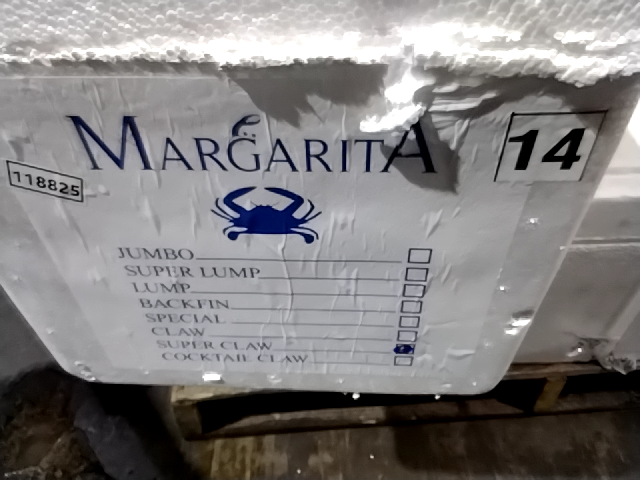 MARGARITA
14
118825
JUMBO
SUPER LUMP
LUMP
BACKFIN
SPECIAL
CLAW
SUPER CLAW
COCKTAIL CLAW